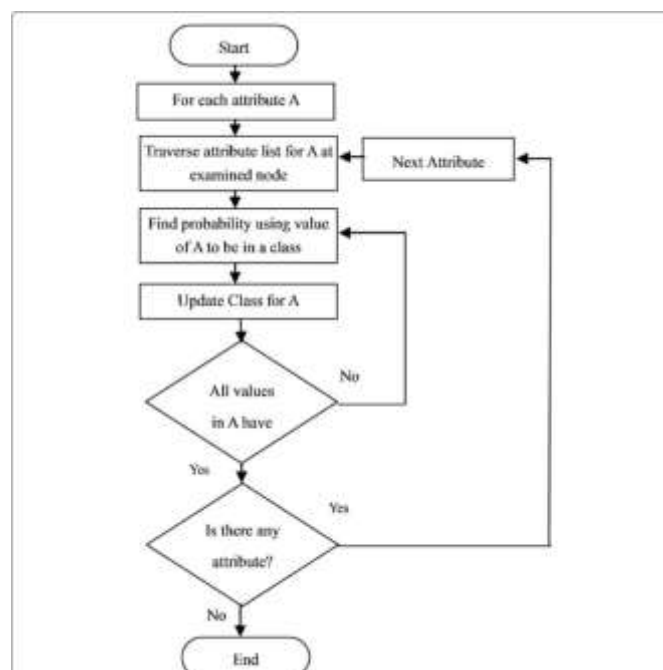 Start
For each attribute A
Traverse attribute list for A at
examined node
Next Attribute
Find probability using value
of A to be in a class
Update Class for A
No
All values
in A have
Yes
Yes
Is there any
attribute?
No
End